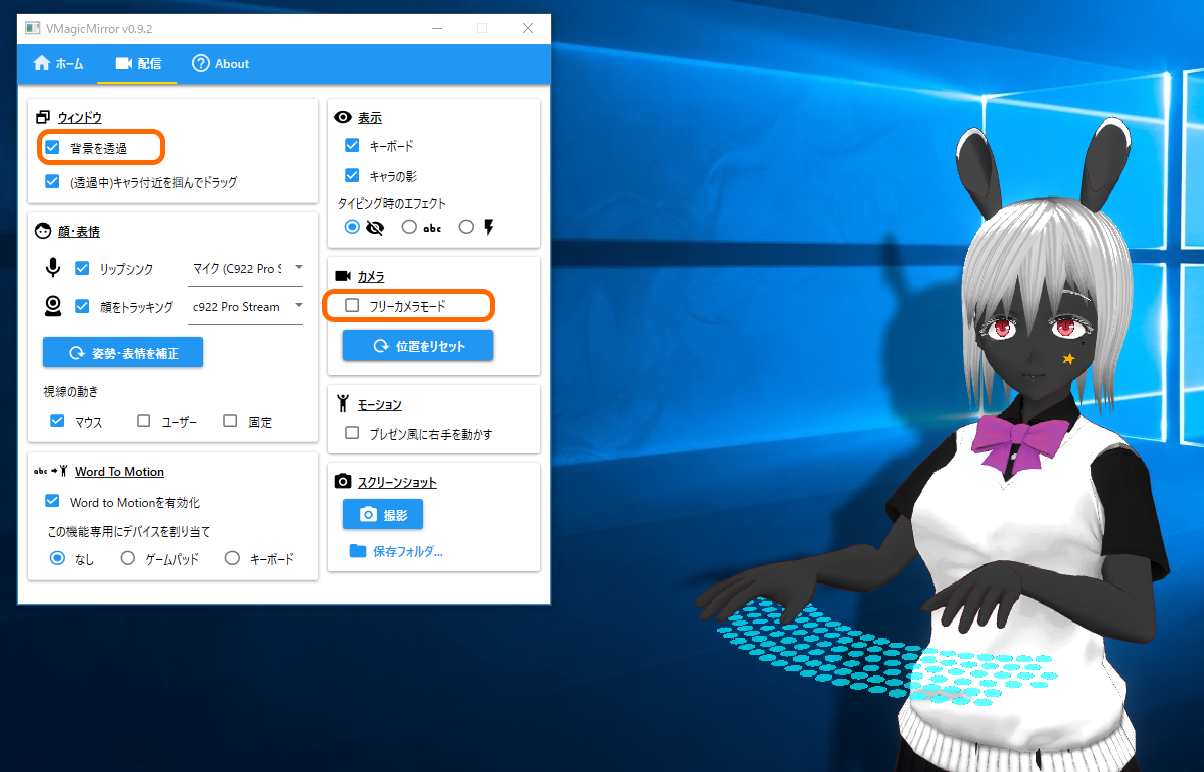 VMagicMirror v0.9.2
ホーム
配信
About
ウィンドウ
背景を透過
(透過中)キャラ付近を掴んでドラッグ
顔・表情
リップシンク
マイク (C922 Pro S
顔をトラッキング
c922 Pro Stream
姿勢・表情を補正
視線の動き
マウス
ユーザー
固定
abc
Word To Motion
Word to Motionを有効化
この機能専用にデバイスを割り当て
なし
ゲームパッド
キーボード
表示
キーボード
キャラの影
タイピング時のエフェクト
abc
カメラ
フリーカメラモード
位置をリセット
モーション
プレゼン風に右手を動かす
スクリーンショット
撮影
保存フォルダ...